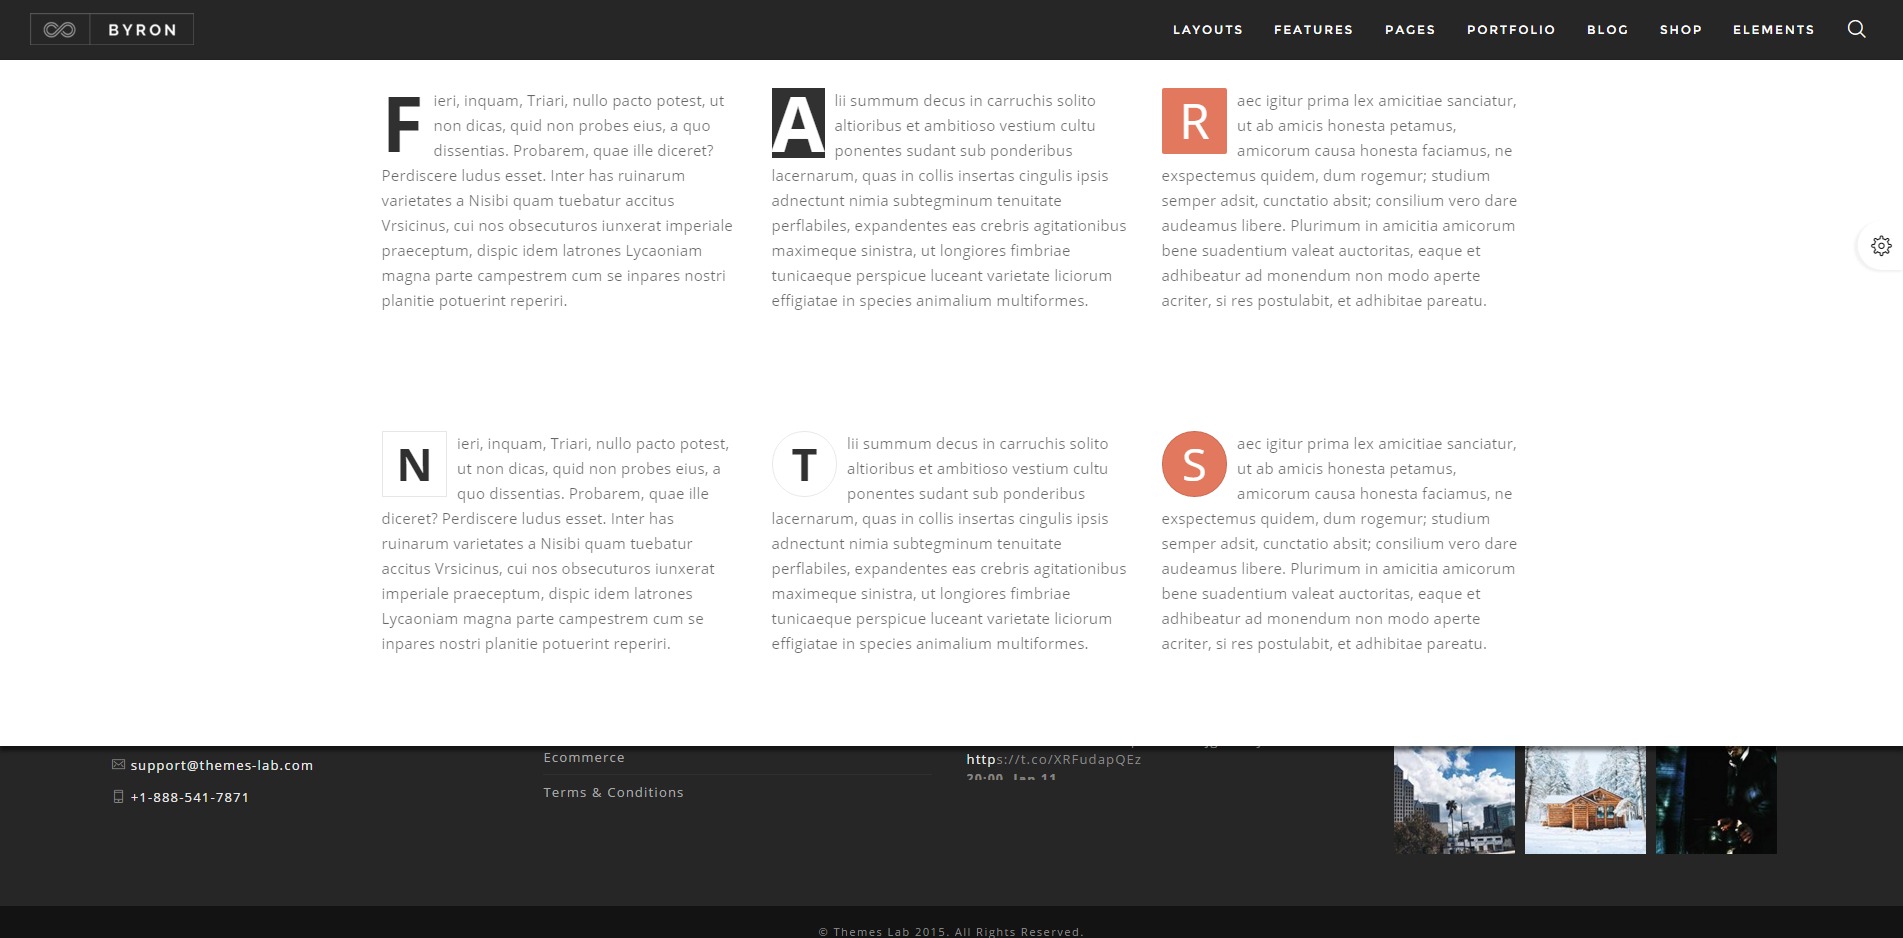 BYRON
LAYOUTS FEATURES PAGES PORTFOLIO BLOG SHOP ELEMENTS
Fieri, inquam, Triari, nullo pacto potest, ut
non dicas, quid non probes eius, a quo
dissentias. Probarem, quae ille diceret?
Perdiscere ludus esset. Inter has ruinarum
varietates a Nisibi quam tuebatur accitus
Vrsicinus, cui nos obsecuturos iunxerat imperiale
praeceptum, dispic idem latrones Lycaoniam
magna parte campestrem cum se inpares nostri
planitie potuerint reperiri.
Alii summum decus in carruchis solito
altioribus et ambitioso vestium cultu
ponentes sudant sub ponderibus
lacernarum, quas in collis insertas cingulis ipsis
adnectunt nimia subtegminum tenuitate
perflabiles, expandentes eas crebris agitationibus
maximeque sinistra, ut longiores fimbriae
tunicaeque perspicue luceant varietate liciorum
effigiatae in species animalium multiformes.
Raec igitur prima lex amicitiae sanciatur,
ut ab amicis honesta petamus,
amicorum causa honesta faciamus, ne
exspectemus quidem, dum rogemur; studium
semper adsit, cunctatio absit; consilium vero dare
audeamus libere. Plurimum in amicitia amicorum
bene suadentium valeat auctoritas, eaque et
adhibeatur ad monendum non modo aperte
acriter, si res postulabit, et adhibitae pareatu.
Nieri, inquam, Triari, nullo pacto potest,
ut non dicas, quid non probes eius, a
quo dissentias. Probarem, quae ille
diceret? Perdiscere ludus esset. Inter has
ruinarum varietates a Nisibi quam tuebatur
accitus Vrsicinus, cui nos obsecuturos iunxerat
imperiale praeceptum, dispic idem latrones
Lycaoniam magna parte campestrem cum se
inpares nostri planitie potuerint reperiri.
Tlii summum decus in carruchis solito
altioribus et ambitioso vestium cultu
ponentes sudant sub ponderibus
lacernarum, quas in collis insertas cingulis ipsis
adnectunt nimia subtegminum tenuitate
perflabiles, expandentes eas crebris agitationibus
maximeque sinistra, ut longiores fimbriae
tunicaeque perspicue luceant varietate liciorum
effigiatae in species animalium multiformes.
Saec igitur prima lex amicitiae sanciatur,
ut ab amicis honesta petamus,
amicorum causa honesta faciamus, ne
exspectemus quidem, dum rogemur; studium
semper adsit, cunctatio absit; consilium vero dare
audeamus libere. Plurimum in amicitia amicorum
bene suadentium valeat auctoritas, eaque et
adhibeatur ad monendum non modo aperte
acriter, si res postulabit, et adhibitae pareatu.
support@themes-lab.com
+1-888-541-7871
Ecommerce
Terms & Conditions
https://t.co/XRFudapQEz
20:00, Jan 11
© Themes Lab 2015. All Rights Reserved.